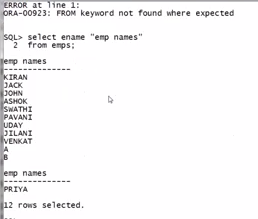 ERROR at line 1:
ORA-00923: FROM keyword not found where expected
SQL> select ename "emp names"
2 from emps;
emp names
--------------
KIRAN
JACK
JOHN
ASHOK
SWATHI
PAVANI
UDAY
JILANI
VENKAT
A
B
emp names
--------------
PRIYA
12 rows selected.